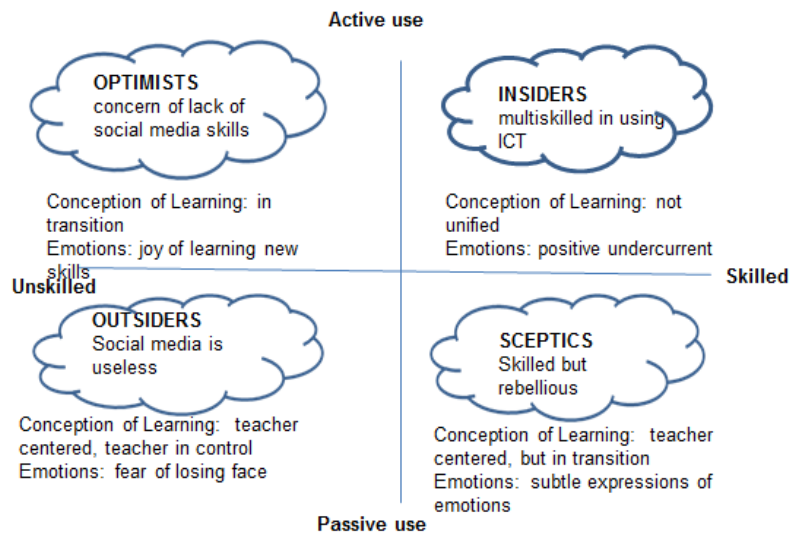 Active use
OPTIMISTS
concern of lack of
social media skills
INSIDERS
multiskilled in using
ICT
Conception of Learning: in
transition
Emotions: joy of learning new
skills
Conception of Learning: not
unified
Emotions: positive undercurrent
Unskilled
Skilled
OUTSIDERS
Social media is
useless
SCEPTICS
Skilled but
rebellious
Conception of Learning: teacher
centered, teacher in control
Emotions: fear of losing face
Conception of Learning: teacher
centered, but in transition
Emotions: subtle expressions of
emotions
Passive use